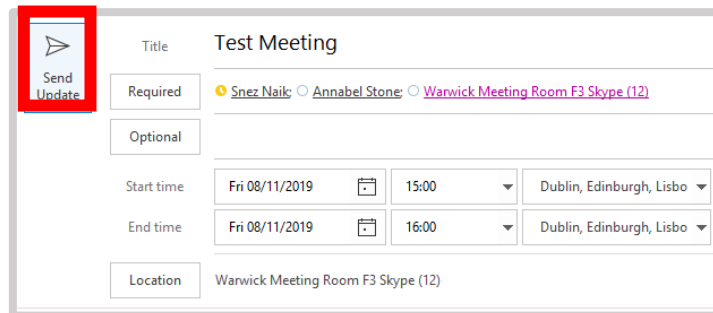 Send
Update
Title
Test Meeting
Required
Snez Naik; Annabel Stone; Warwick Meeting Room F3 Skype (12)
Optional
Start time
Fri 08/11/2019
15:00
Dublin, Edinburgh, Lisbo
End time
Fri 08/11/2019
16:00
Dublin, Edinburgh, Lisbo
Location
Warwick Meeting Room F3 Skype (12)